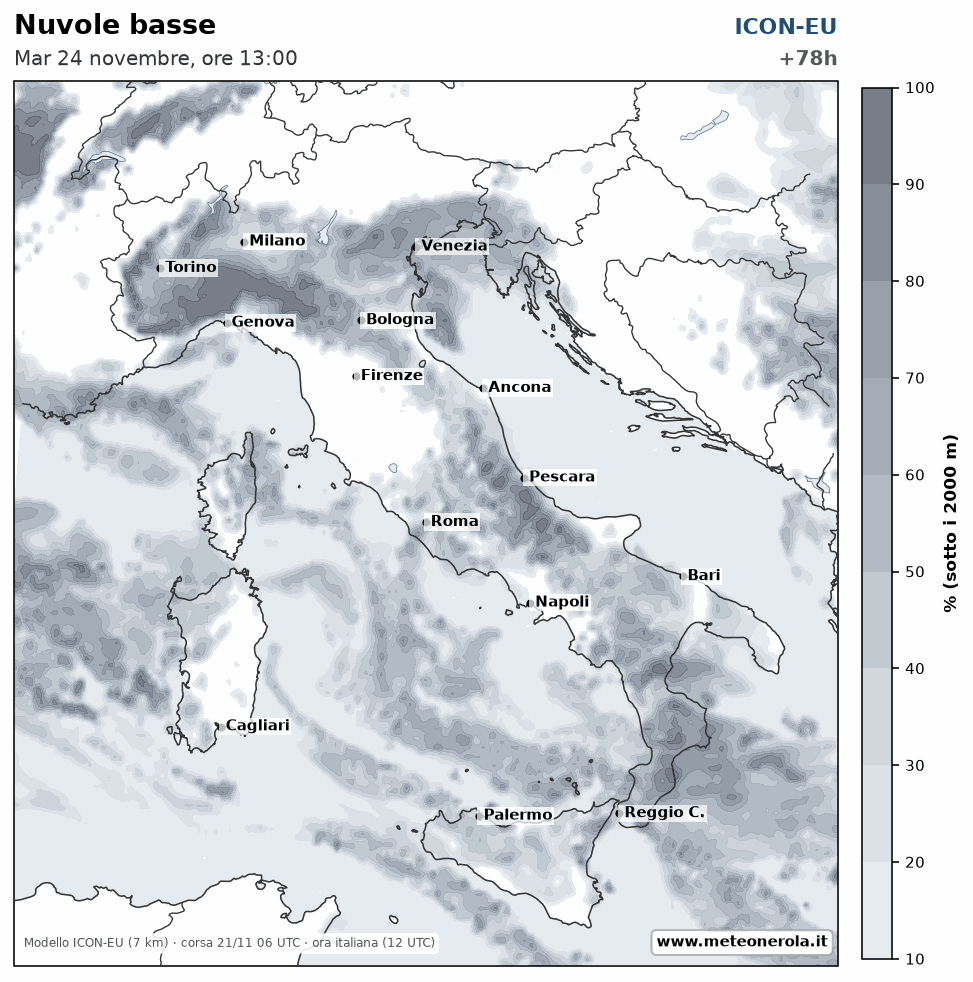 Nuvole basse
ICON-EU
Mar 24 novembre, ore 13:00
+78h
Milano
Venezia
Torino
Genova
Bologna
Firenze
Ancona
Pescara
Roma
Bari
Napoli
Cagliari
Palermo
Reggio C.
100
90
80
70
60
50
40
30
20
10
% (sotto i 2000 m)
Modello ICON-EU (7 km) · corsa 21/11 06 UTC · ora italiana (12 UTC)
www.meteonerola.it